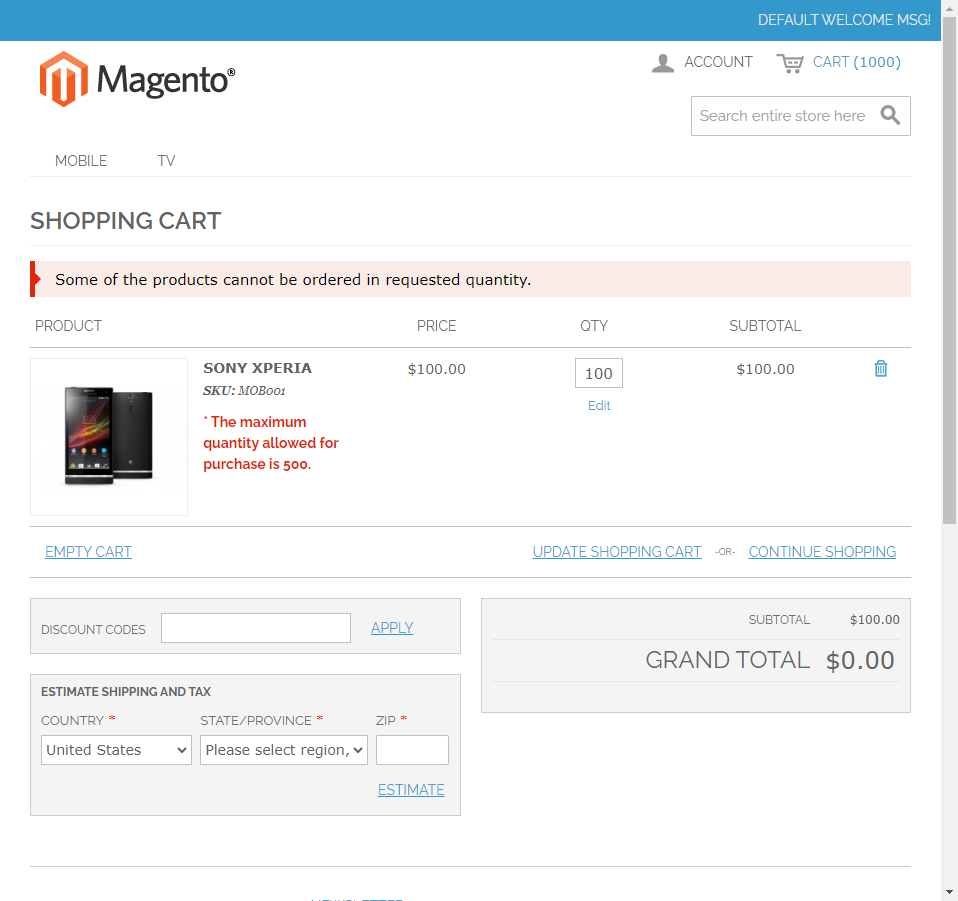 DEFAULT WELCOME MSG!
Magento®
ACCOUNT
CART (1000)
Search entire store here
MOBILE
TV
SHOPPING CART
Some of the products cannot be ordered in requested quantity.
PRODUCT PRICE QTY SUBTOTAL
SONY XPERIA $100.00 100 $100.00
SKU: MOB001
Edit
* The maximum
quantity allowed for
purchase is 500.
EMPTY CART UPDATE SHOPPING CART -OR- CONTINUE SHOPPING
DISCOUNT CODES APPLY
SUBTOTAL $100.00
GRAND TOTAL $0.00
ESTIMATE SHIPPING AND TAX
COUNTRY * STATE/PROVINCE * ZIP *
United States Please select region,
ESTIMATE